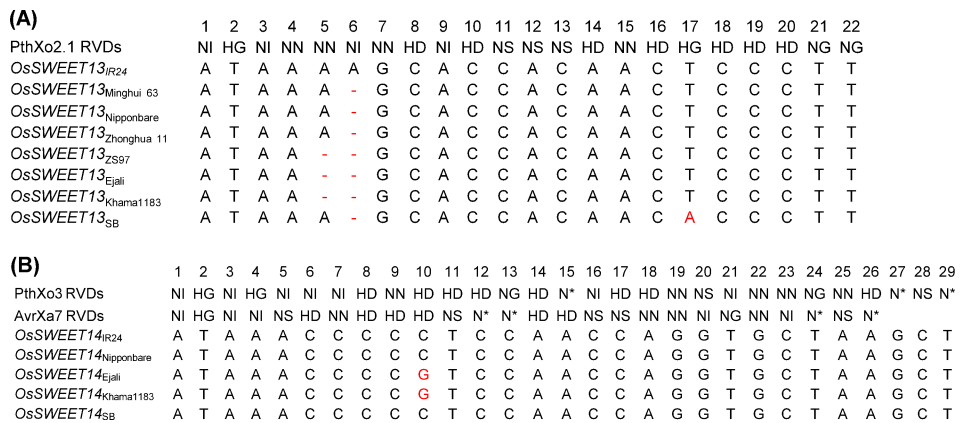 (A)
1 2 3 4 5 6 7 8 9 10 11 12 13 14 15 16 17 18 19 20 21 22
PthXo2.1 RVDs NI HG NI NN NN NI NN HD NI HD NS NS NS HD NN HD HG HD HD HD NG NG
OsSWEET13IR24 A T A A A A G C A C C A C A A C T C C C T T
OsSWEET13Minghui 63 A T A A A - G C A C C A C A A C T C C C T T
OsSWEET13Nipponbare A T A A A - G C A C C A C A A C T C C C T T
OsSWEET13Zhonghua 11 A T A A A - G C A C C A C A A C T C C C T T
OsSWEET13ZS97 A T A A - - G C A C C A C A A C T C C C T T
OsSWEET13Ejali A T A A - - G C A C C A C A A C T C C C T T
OsSWEET13Khama1183 A T A A - - G C A C C A C A A C T C C C T T
OsSWEET13SB A T A A A - G C A C C A C A A C A C C C T T
(B)
1 2 3 4 5 6 7 8 9 10 11 12 13 14 15 16 17 18 19 20 21 22 23 24 25 26 27 28 29
PthXo3 RVDs NI HG NI HG NI NI NI HD NN HD HD HD NG HD N* NI HD HD NN NS NI NN NN NG NN HD N* NS N*
AvrXa7 RVDs NI HG NI NI NS HD NN HD HD HD NS N* N* HD HD NS NS NN NN NI NG NN NI N* NS N*
OsSWEET14IR24 A T A A A C C C C C T C C A A C C A G G T G C T A A G C T
OsSWEET14Nipponbare A T A A A C C C C C T C C A A C C A G G T G C T A A G C T
OsSWEET14Ejali A T A A A C C C C G T C C A A C C A G G T G C T A A G C T
OsSWEET14Khama1183 A T A A A C C C C G T C C A A C C A G G T G C T A A G C T
OsSWEET14SB A T A A A C C C C C T C C A A C C A G G T G C T A A G C T